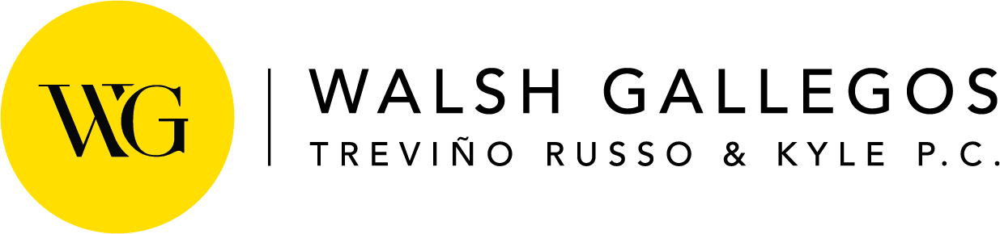 WG
WALSH GALLEGOS
TREVIÑO RUSSO & KYLE P.C.